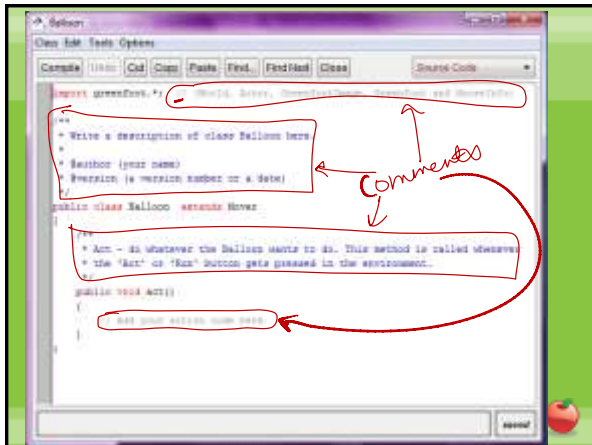 Balloon
Class Edit Tools Options
Compile Undo Cut Copy Paste Find... Find Next Close Source Code
import greenfoot.*; // (World, Actor, GreenfootImage, Greenfoot and MouseInfo)
/**
* Write a description of class Balloon here.
*
* @author (your name)
* @version (a version number or a date)
*/
Comments
public class Balloon extends Mover
{
/**
* Act - do whatever the Balloon wants to do. This method is called whenever
* the 'Act' or 'Run' button gets pressed in the environment.
*/
public void act()
{
// Add your action code here.
}
}
saved